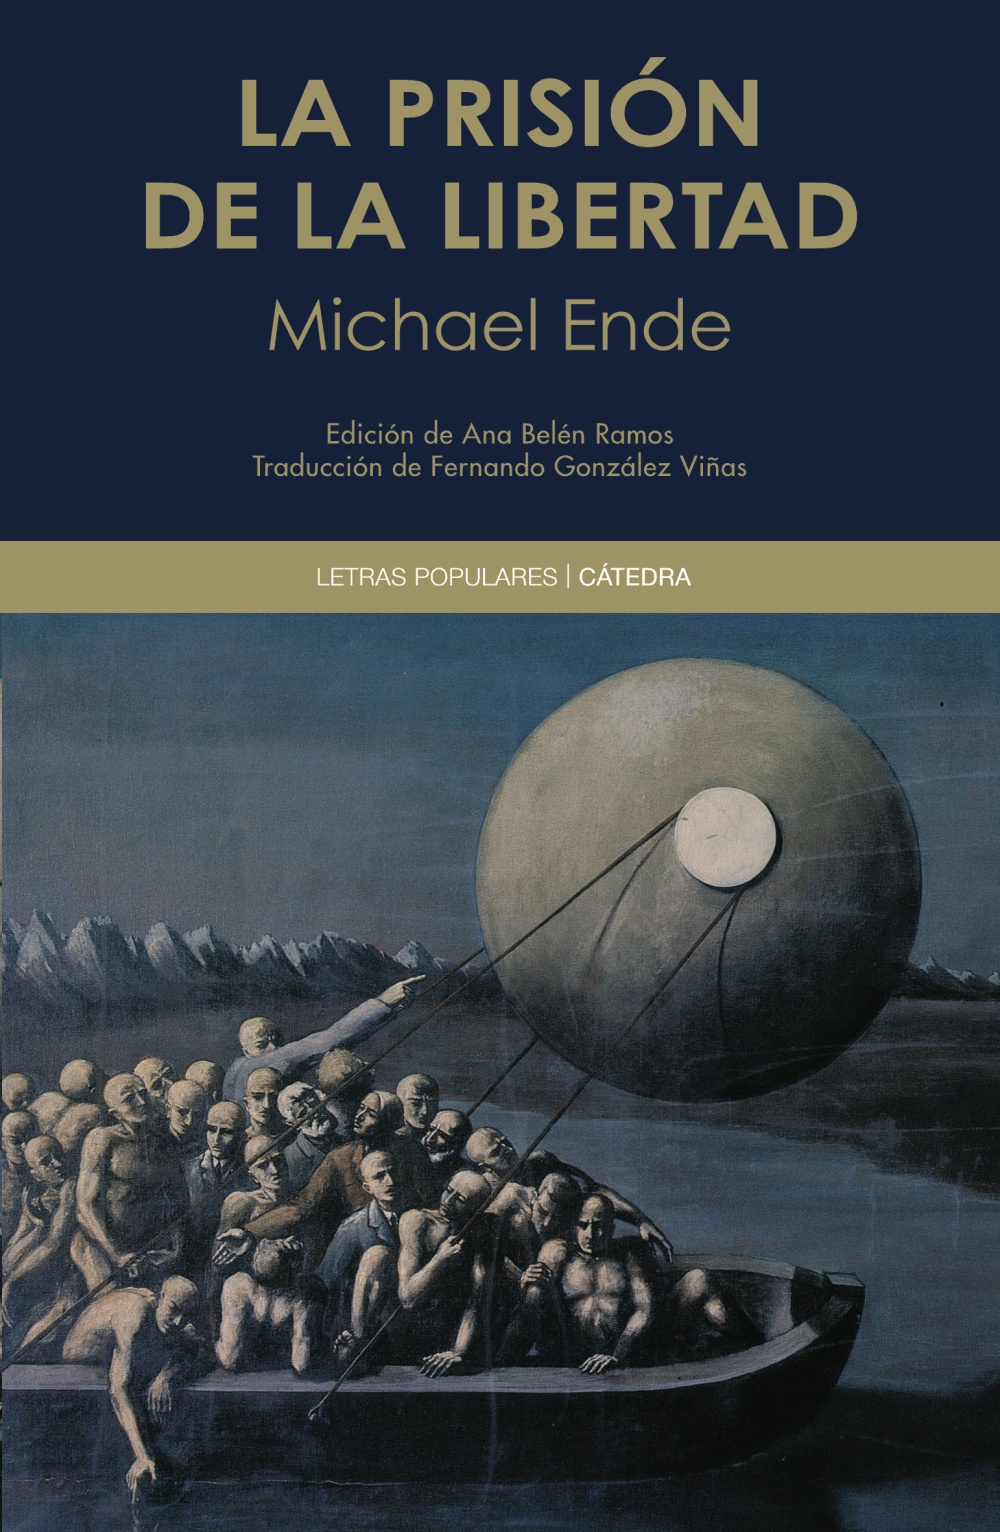 LA PRISIÓN
DE LA LIBERTAD
Michael Ende
Edición de Ana Belén Ramos
Traducción de Fernando González Viñas
LETRAS POPULARES | CÁTEDRA